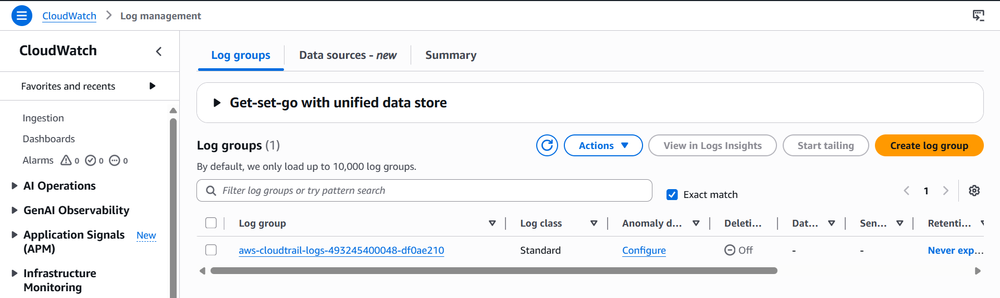 CloudWatch > Log management
CloudWatch
Favorites and recents
Ingestion
Dashboards
Alarms 0 0 0
AI Operations
GenAI Observability
Application Signals (APM) New
Infrastructure Monitoring
Log groups
Data sources - new
Summary
Get-set-go with unified data store
Log groups (1)
Actions
View in Logs Insights
Start tailing
Create log group
By default, we only load up to 10,000 log groups.
Filter log groups or try pattern search
Exact match
1
Log group Log class Anomaly d... Deleti... Dat... Sen... Retenti...
aws-cloudtrail-logs-493245400048-df0ae210 Standard Configure Off - - Never exp...